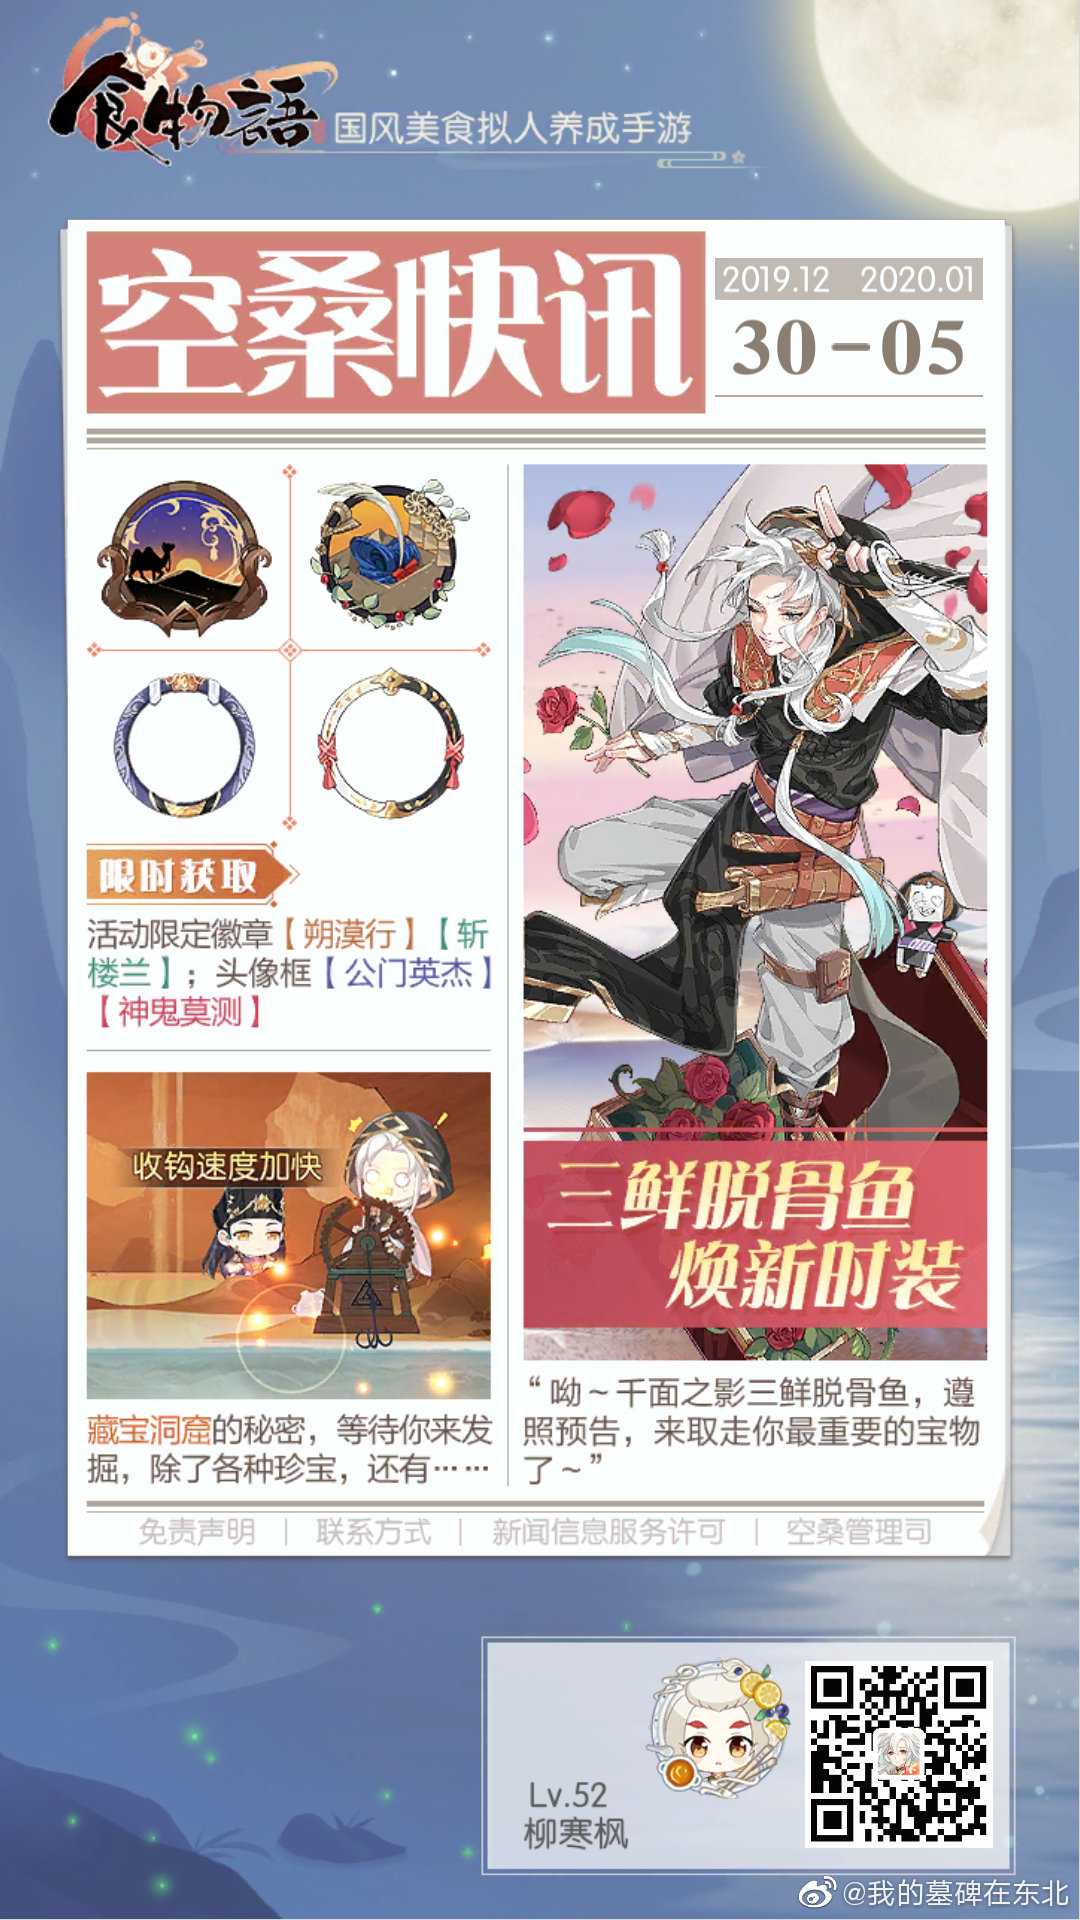 食物語
国风美食拟人养成手游
空桑快讯
2019.12 2020.01
30-05
限时获取
活动限定徽章【朔漠行】【斩
楼兰】；头像框【公门英杰】
【神鬼莫测】
收钩速度加快
藏宝洞窟的秘密，等待你来发
掘，除了各种珍宝，还有……
三鲜脱骨鱼
焕新时装
“呦～千面之影三鲜脱骨鱼，遵
照预告，来取走你最重要的宝物
了～”
免责声明 | 联系方式 | 新闻信息服务许可 | 空桑管理司
Lv.52
柳寒枫
@我的墓碑在东北